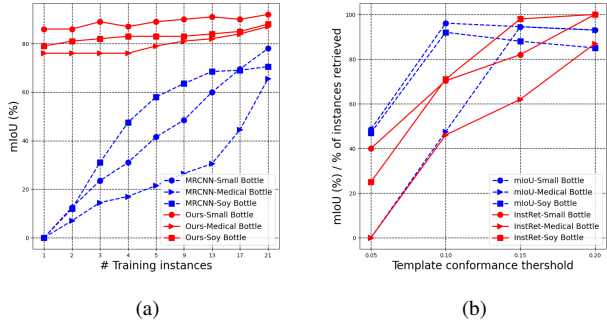 mIoU (%)
80
60
40
20
0
MRCNN-Small Bottle
MRCNN-Medical Bottle
MRCNN-Soy Bottle
Ours-Small Bottle
Ours-Medical Bottle
Ours-Soy Bottle
1 2 3 4 5 9 13 17 21
# Training instances
(a)
mIoU (%) / % of instances retrieved
100
80
60
40
20
0
mIoU-Small Bottle
mIoU-Medical Bottle
mIoU-Soy Bottle
InstRet-Small Bottle
InstRet-Medical Bottle
InstRet-Soy Bottle
0.05 0.10 0.15 0.20
Template conformance thershold
(b)